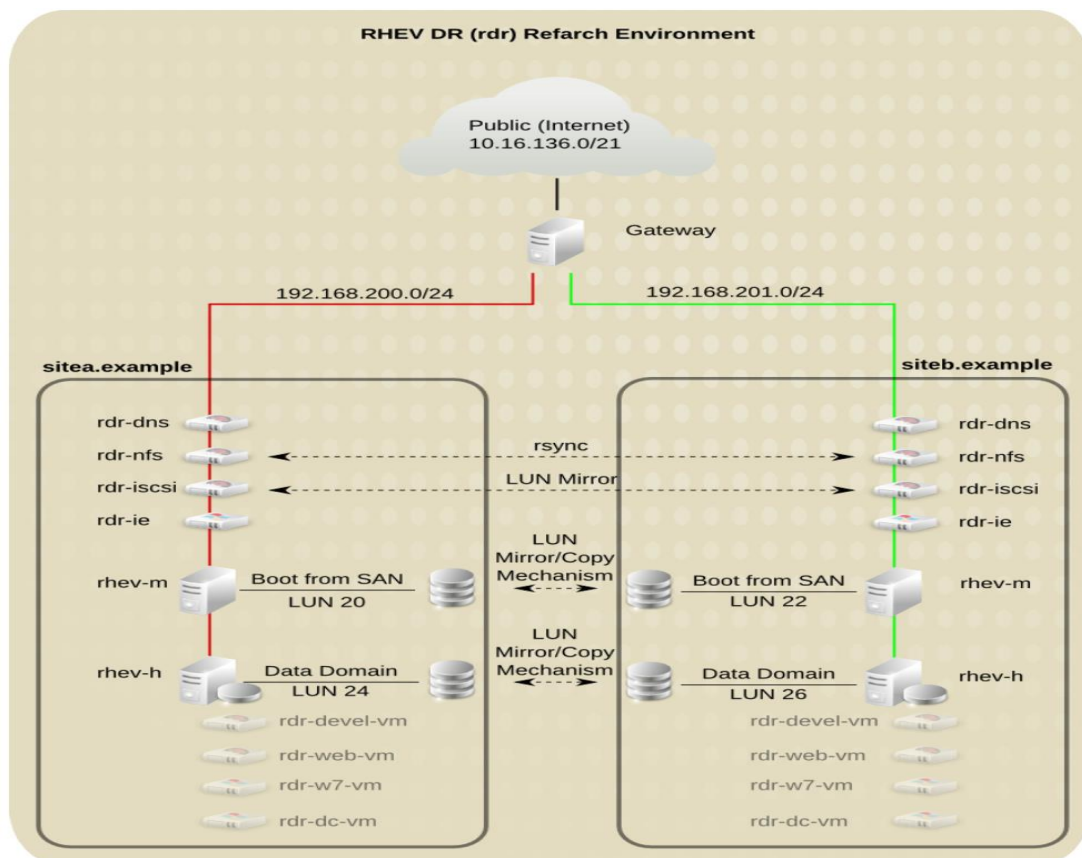 RHEV DR (rdr) Refarch Environment
Public (Internet)
10.16.136.0/21
Gateway
192.168.200.0/24
192.168.201.0/24
sitea.example
siteb.example
rdr-dns
rdr-dns
rdr-nfs
rsync
rdr-nfs
rdr-iscsi
LUN Mirror
rdr-iscsi
rdr-ie
rdr-ie
rhev-m
Boot from SAN
LUN 20
LUN
Mirror/Copy
Mechanism
Boot from SAN
LUN 22
rhev-m
rhev-h
Data Domain
LUN 24
LUN
Mirror/Copy
Mechanism
Data Domain
LUN 26
rhev-h
rdr-devel-vm
rdr-devel-vm
rdr-web-vm
rdr-web-vm
rdr-w7-vm
rdr-w7-vm
rdr-dc-vm
rdr-dc-vm